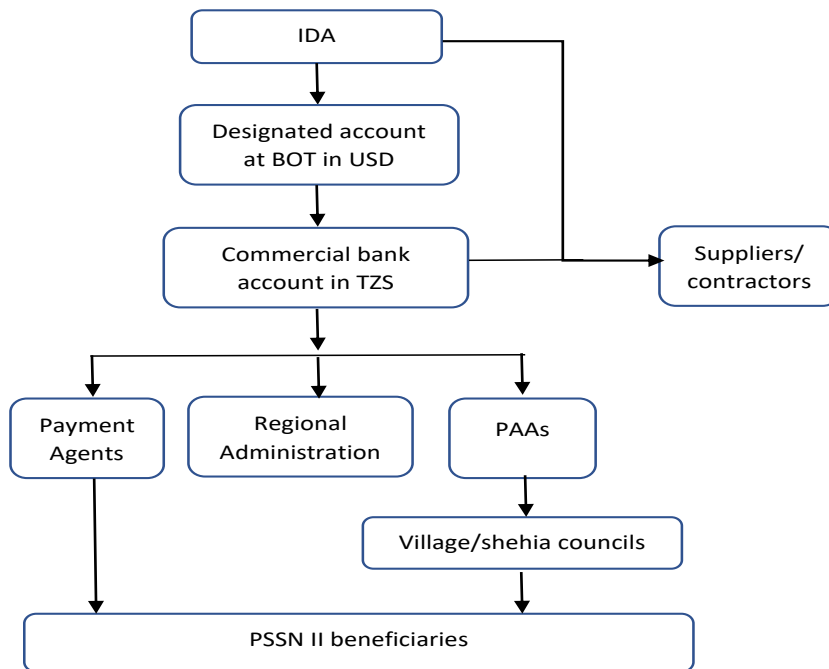 IDA
Designated account
at BOT in USD
Commercial bank
account in TZS
Suppliers/
contractors
Payment
Agents
Regional
Administration
PAAs
Village/shehia councils
PSSN II beneficiaries